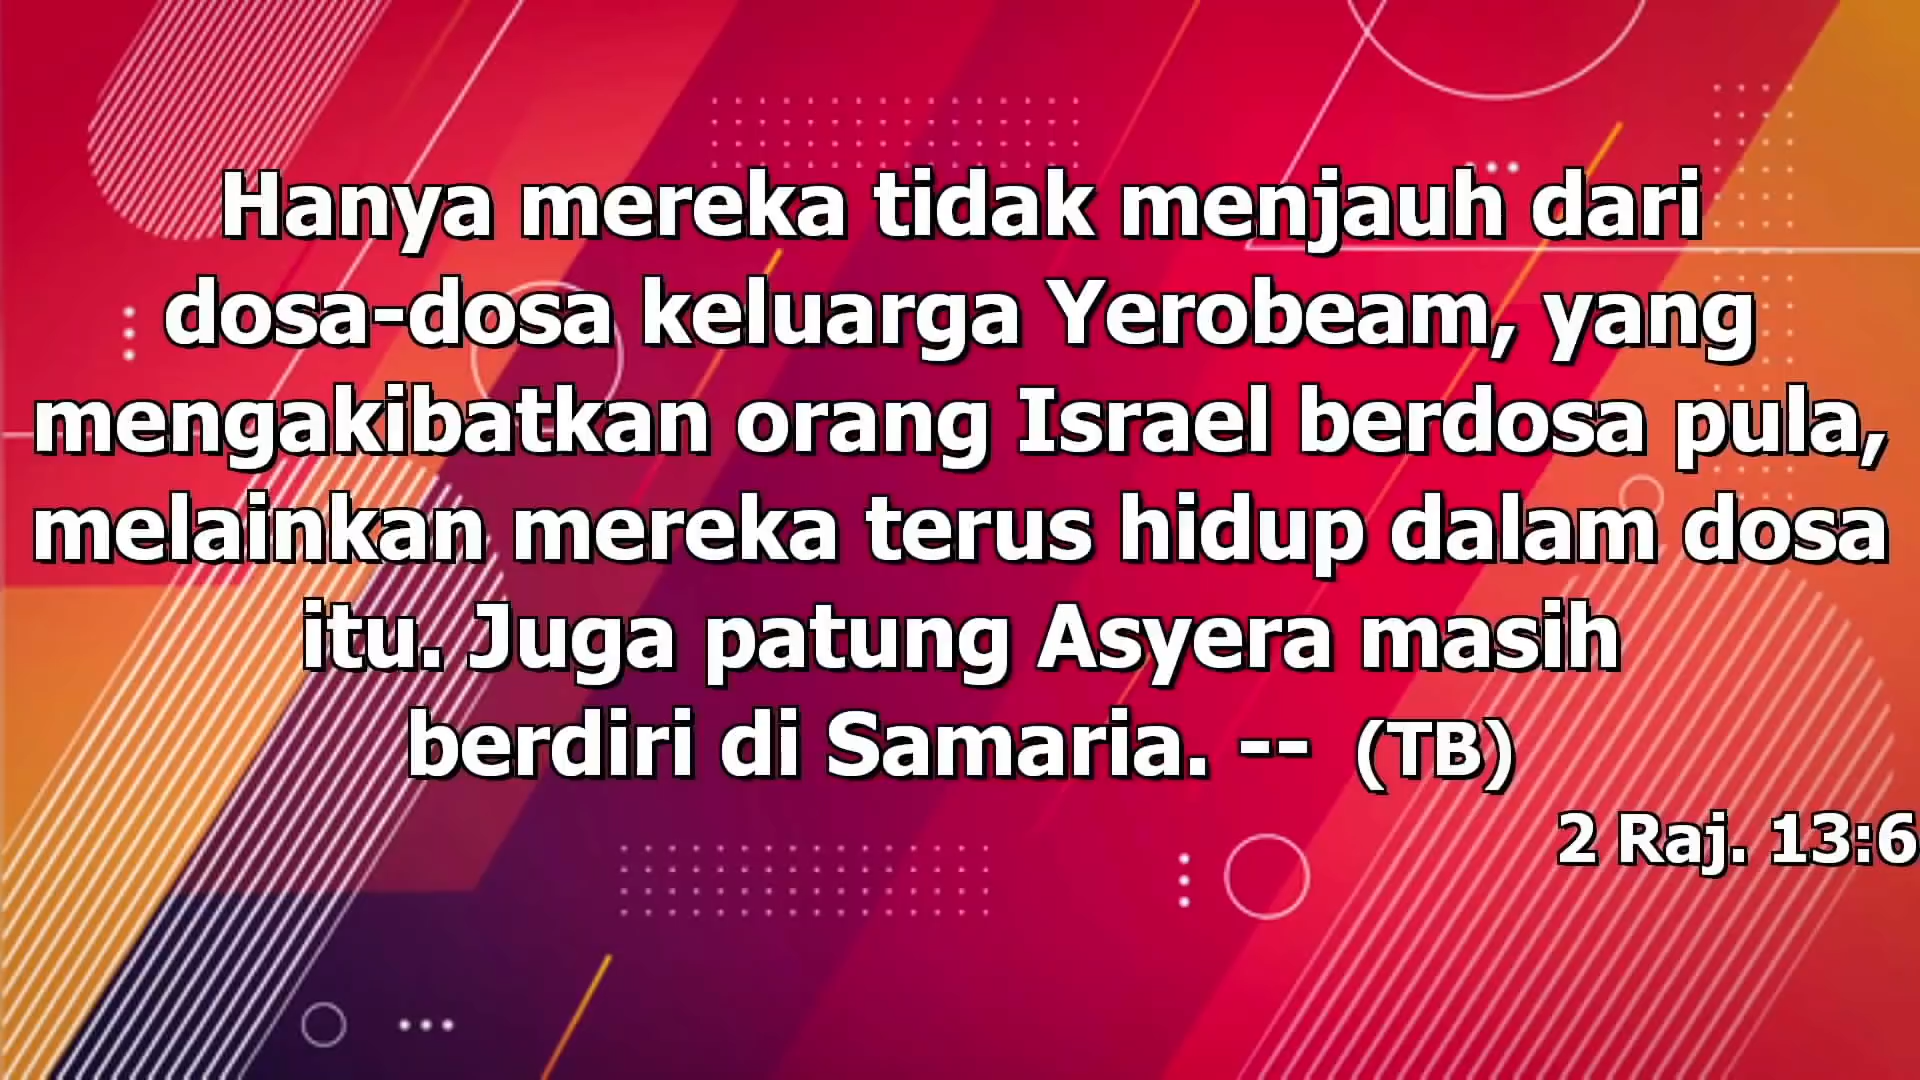 Hanya mereka tidak menjauh dari
dosa-dosa keluarga Yerobeam, yang
mengakibatkan orang Israel berdosa pula,
melainkan mereka terus hidup dalam dosa
itu. Juga patung Asyera masih
berdiri di Samaria. -- (TB)
2 Raj. 13:6